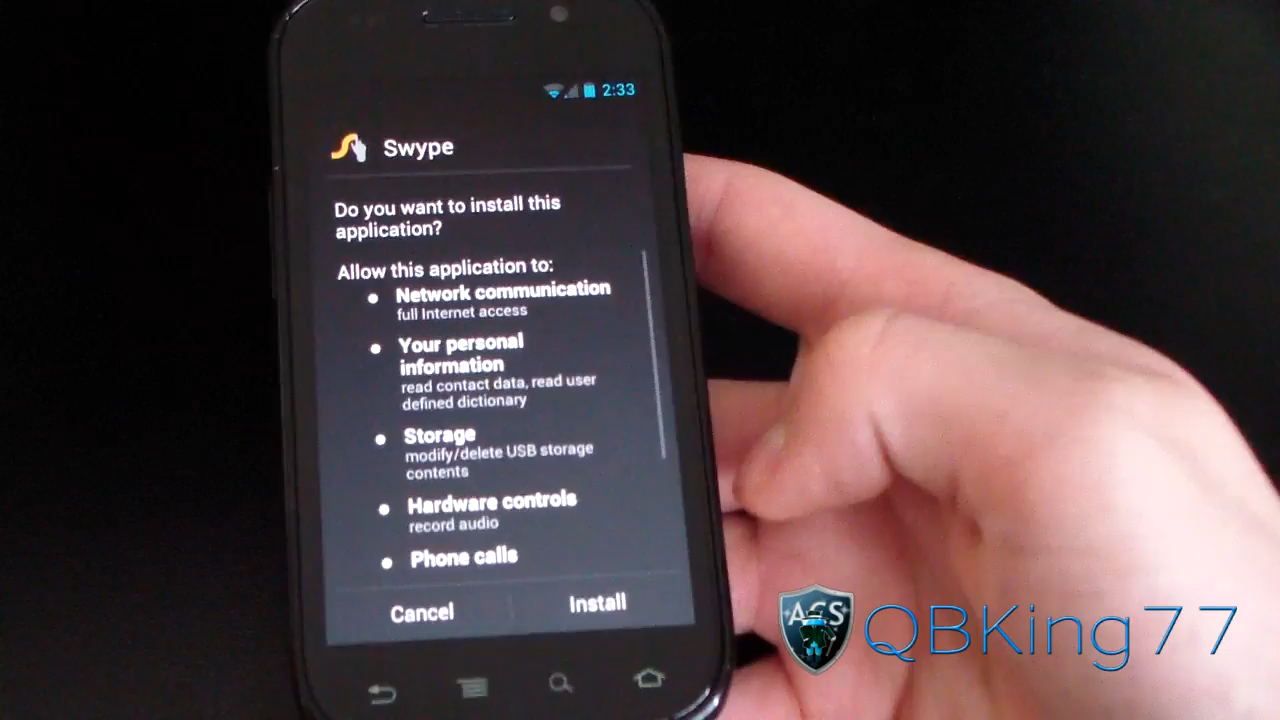 2:33
Swype
Do you want to install this
application?
Allow this application to:
Network communication
full Internet access
Your personal
information
read contact data, read user
defined dictionary
Storage
modify/delete USB storage
contents
Hardware controls
record audio
Phone calls
Cancel
Install
ACS
QBKing77